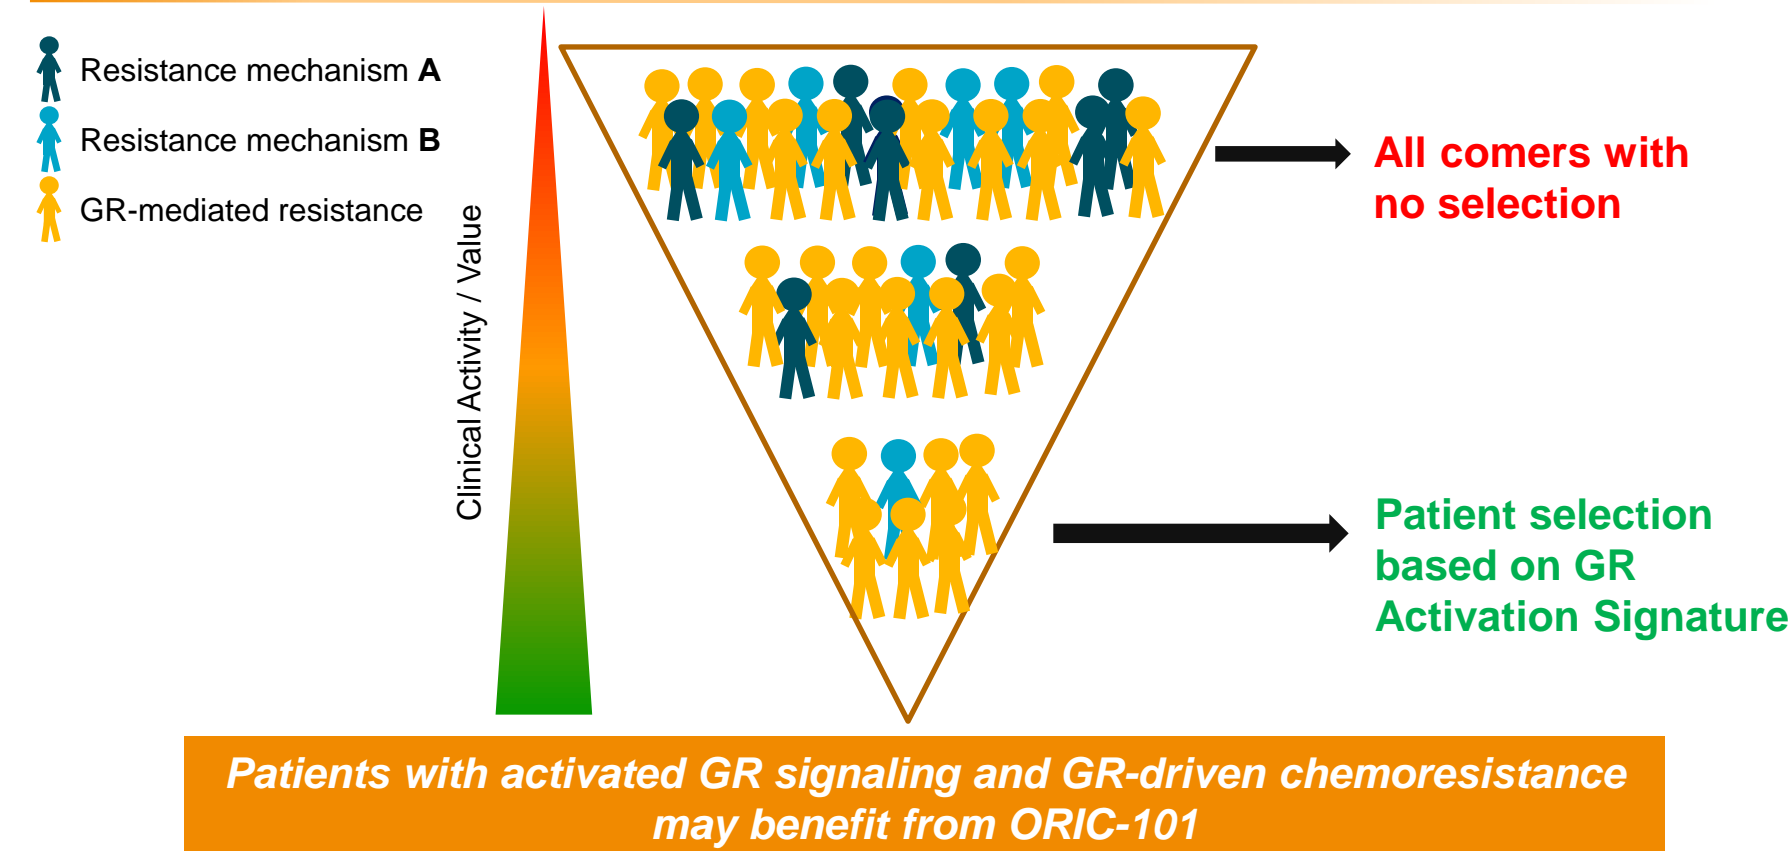 Resistance mechanism A
Resistance mechanism B
GR-mediated resistance
Clinical Activity / Value
All comers with
no selection
Patient selection
based on GR
Activation Signature
Patients with activated GR signaling and GR-driven chemoresistance
may benefit from ORIC-101